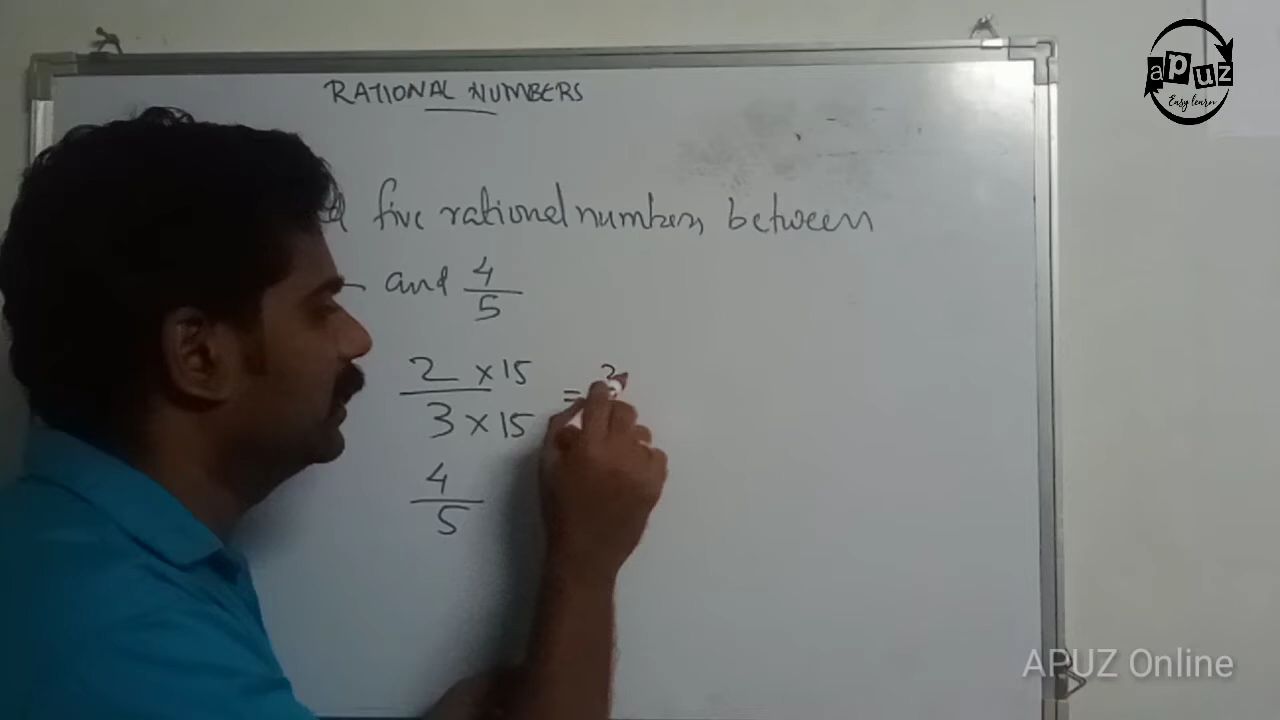 apuz
Easy learn
RATIONAL NUMBERS
five rational numbers between
and 4/5
2 × 15 =
3 × 15
4
5
APUZ Online